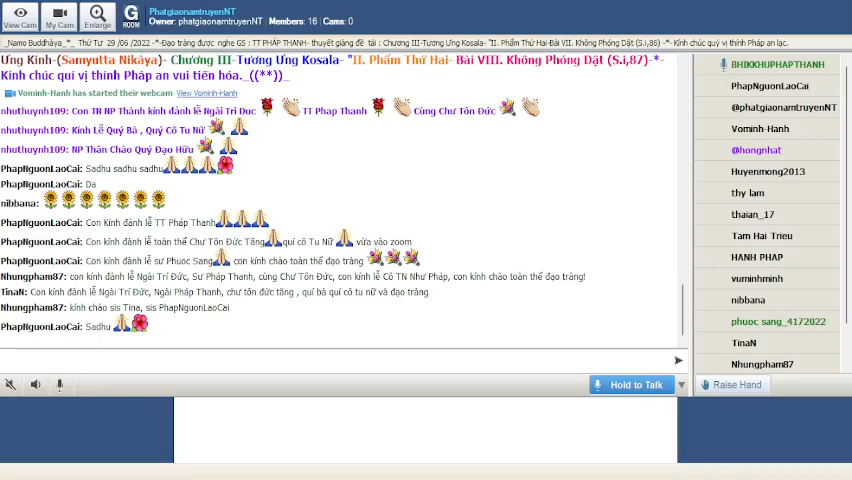 PhatgiaonamtruyenNT
Owner: phatgiaonamtruyenNT Members: 16 Cams: 0
View Cam
My Cam
Enlarge
G
ROOM
_Namo Buddhàya_*_ Thứ Tư 29 /06 /2022 -*-Đạo tràng được nghe GS : TT PHÁP THANH- thuyết giảng đề tài : Chương III-Tương Ưng Kosala- "II. Phẩm Thứ Hai-Bài VII. Không Phóng Dật (S.i,86) -*-Kính chúc quí vị thính Pháp an lạc.
Ưng Kinh-(Samyutta Nikàya)- Chương III-Tương Ưng Kosala- "II. Phẩm Thứ Hai- Bài VIII. Không Phóng Dật (S.i,87)-*-
Kính chúc quí vị thính Pháp an vui tiến hóa._((**))_
Vominh-Hanh has started their webcam View Vominh-Hanh
nhuthuynh109: Con TN NP Thành kính đảnh lễ Ngài Tri Duc TT Phap Thanh Cùng Chư Tôn Đức
nhuthuynh109: Kính Lễ Quý Bà , Quý Cô Tu Nữ
nhuthuynh109: NP Thân Chào Quý Đạo Hữu
PhapNguonLaoCai: Sadhu sadhu sadhu
PhapNguonLaoCai: Da
nibbana:
PhapNguonLaoCai: Con Kính đảnh lễ TT Pháp Thanh
PhapNguonLaoCai: Con kính đảnh lễ toàn thể Chư Tôn Đức Tăng quí cô Tu Nữ vừa vào zoom
PhapNguonLaoCai: Con kính đảnh lễ sư Phuoc Sang con kính chào toàn thể đạo tràng
Nhungpham87: con kính đảnh lễ Ngài Trí Đức, Sư Pháp Thanh, cùng Chư Tôn Đức, con kính lễ Cô TN Như Pháp, con kính chào toàn thể đạo tràng!
TinaN: Con kính đảnh lễ Ngài Trí Đức, Ngài Pháp Thanh, chư tôn đức tăng , quí bà quí cô tu nữ và đạo tràng
Nhungpham87: kính chào sis Tina, sis PhapNguonLaoCai
PhapNguonLaoCai: Sadhu
Hold to Talk
BHIKKHUPHAPTHANH
PhapNguonLaoCai
@phatgiaonamtruyenNT
Vominh-Hanh
@hongnhat
Huyenmong2013
thy lam
thaian_17
Tam Hai Trieu
HANH PHAP
vuminhminh
nibbana
phuoc sang_4172022
TinaN
Nhungpham87
Raise Hand